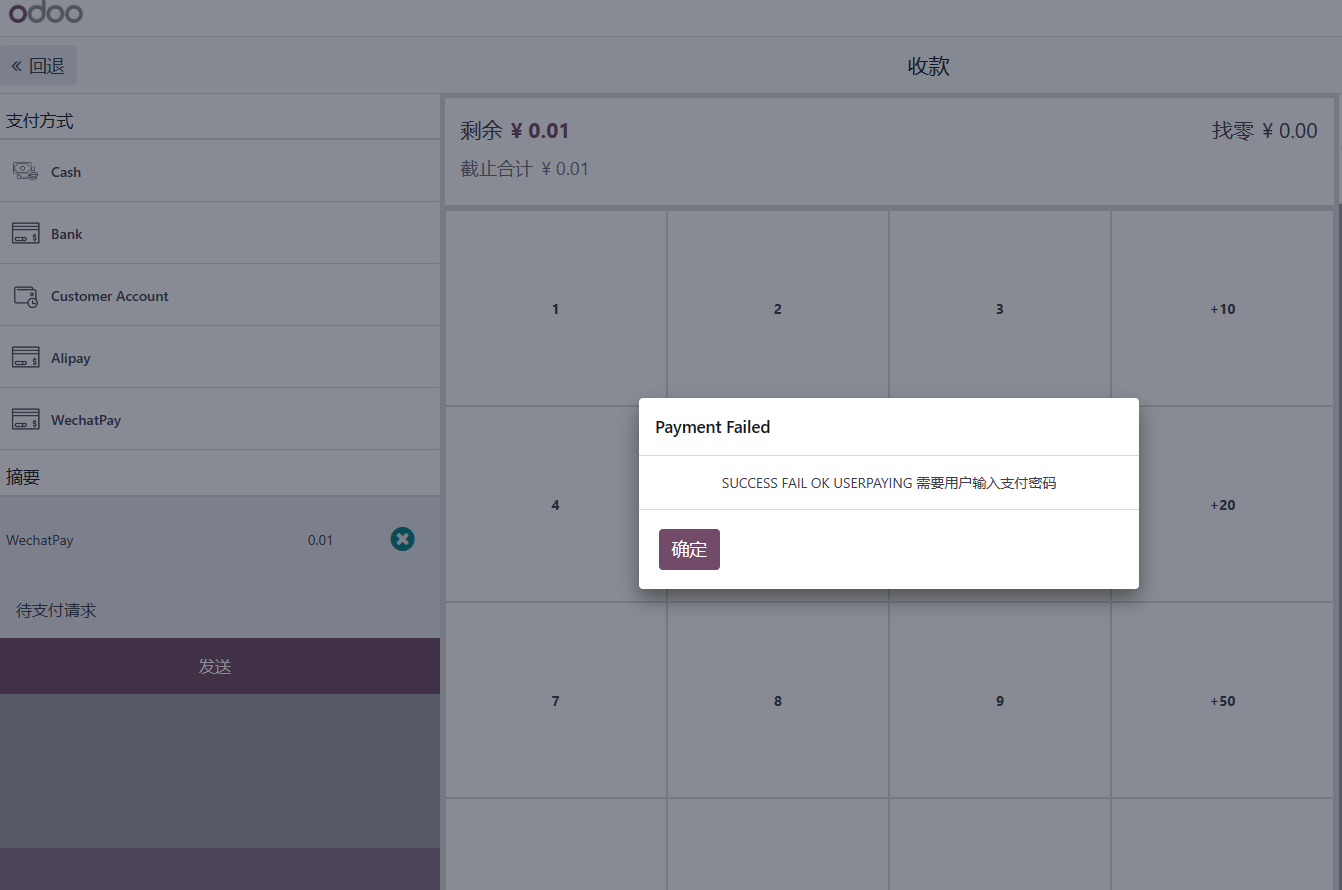 odoo
« 回退
收款
支付方式
Cash
Bank
Customer Account
Alipay
WechatPay
摘要
WechatPay 0.01
待支付请求
发送
剩余 ¥ 0.01
找零 ¥ 0.00
截止合计 ¥ 0.01
1 2 3 +10
4 +20
7 8 9 +50
Payment Failed
SUCCESS FAIL OK USERPAYING 需要用户输入支付密码
确定